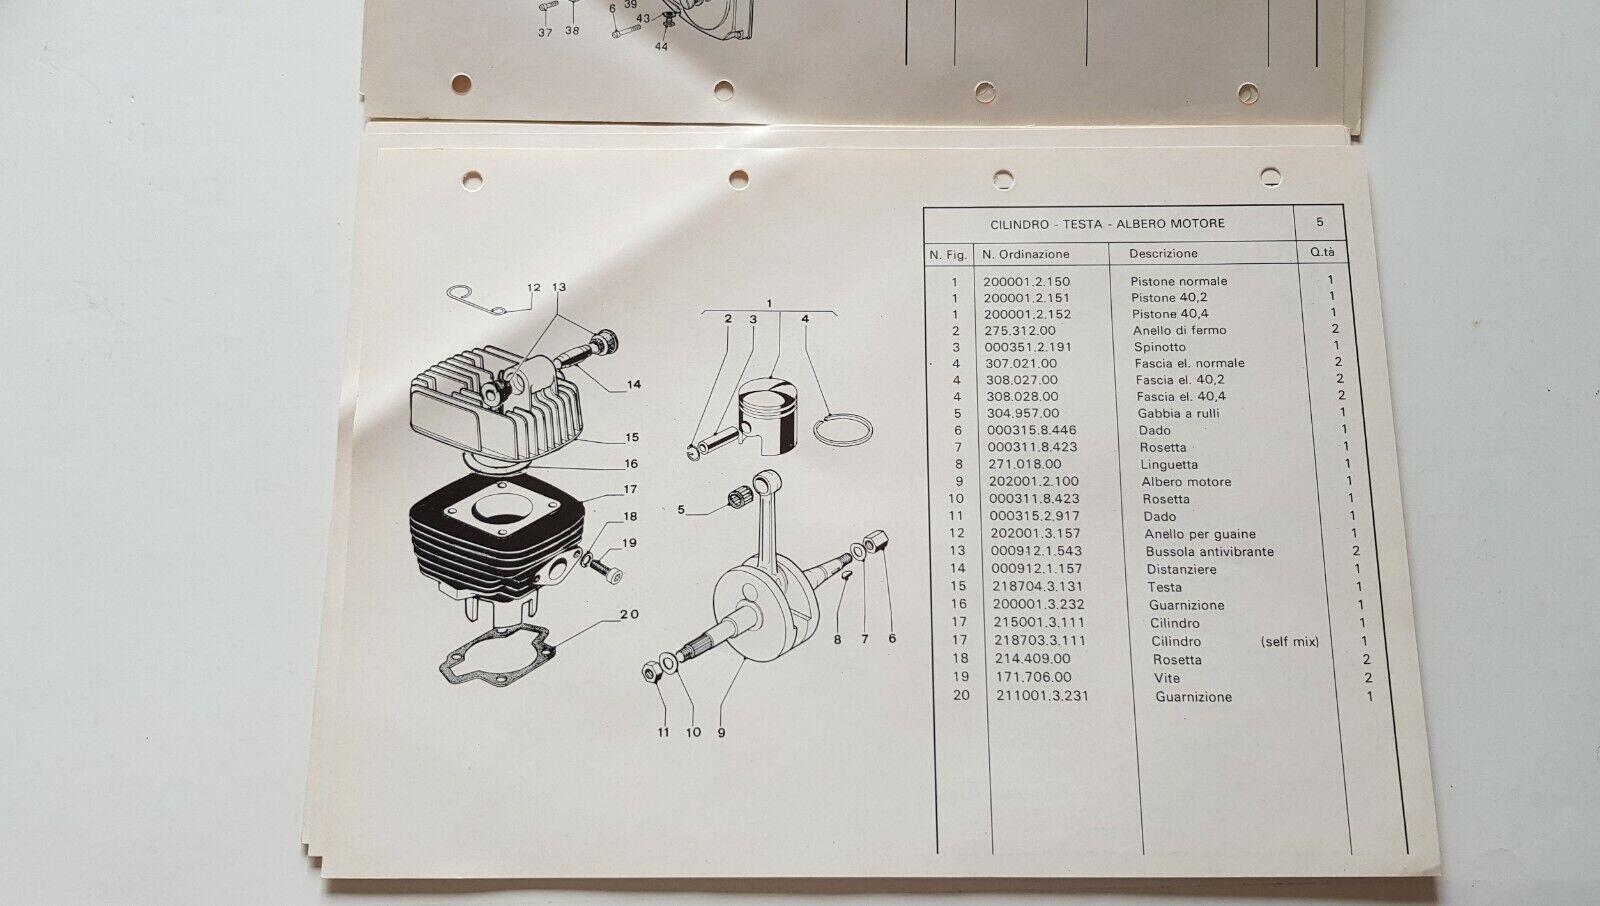 39
6
43
37
38
44
CILINDRO - TESTA - ALBERO MOTORE 5
N. Fig. N. Ordinazione Descrizione Q.tà
1 200001.2.150 Pistone normale 1
1 200001.2.151 Pistone 40,2 1
1 200001.2.152 Pistone 40,4 1
2 275.312.00 Anello di fermo 2
3 000351.2.191 Spinotto 1
4 307.021.00 Fascia el. normale 2
4 308.027.00 Fascia el. 40,2 2
4 308.028.00 Fascia el. 40,4 2
5 304.957.00 Gabbia a rulli 1
6 000315.8.446 Dado 1
7 000311.8.423 Rosetta 1
8 271.018.00 Linguetta 1
9 202001.2.100 Albero motore 1
10 000311.8.423 Rosetta 1
11 000315.2.917 Dado 1
12 202001.3.157 Anello per guaine 1
13 000912.1.543 Bussola antivibrante 2
14 000912.1.157 Distanziere 1
15 218704.3.131 Testa 1
16 200001.3.232 Guarnizione 1
17 215001.3.111 Cilindro 1
17 218703.3.111 Cilindro (self mix) 1
18 214.409.00 Rosetta 2
19 171.706.00 Vite 2
20 211001.3.231 Guarnizione 1
12 13
1
2 3 4
14
15
16
17
5
18
19
20
8 7 6
11 10 9